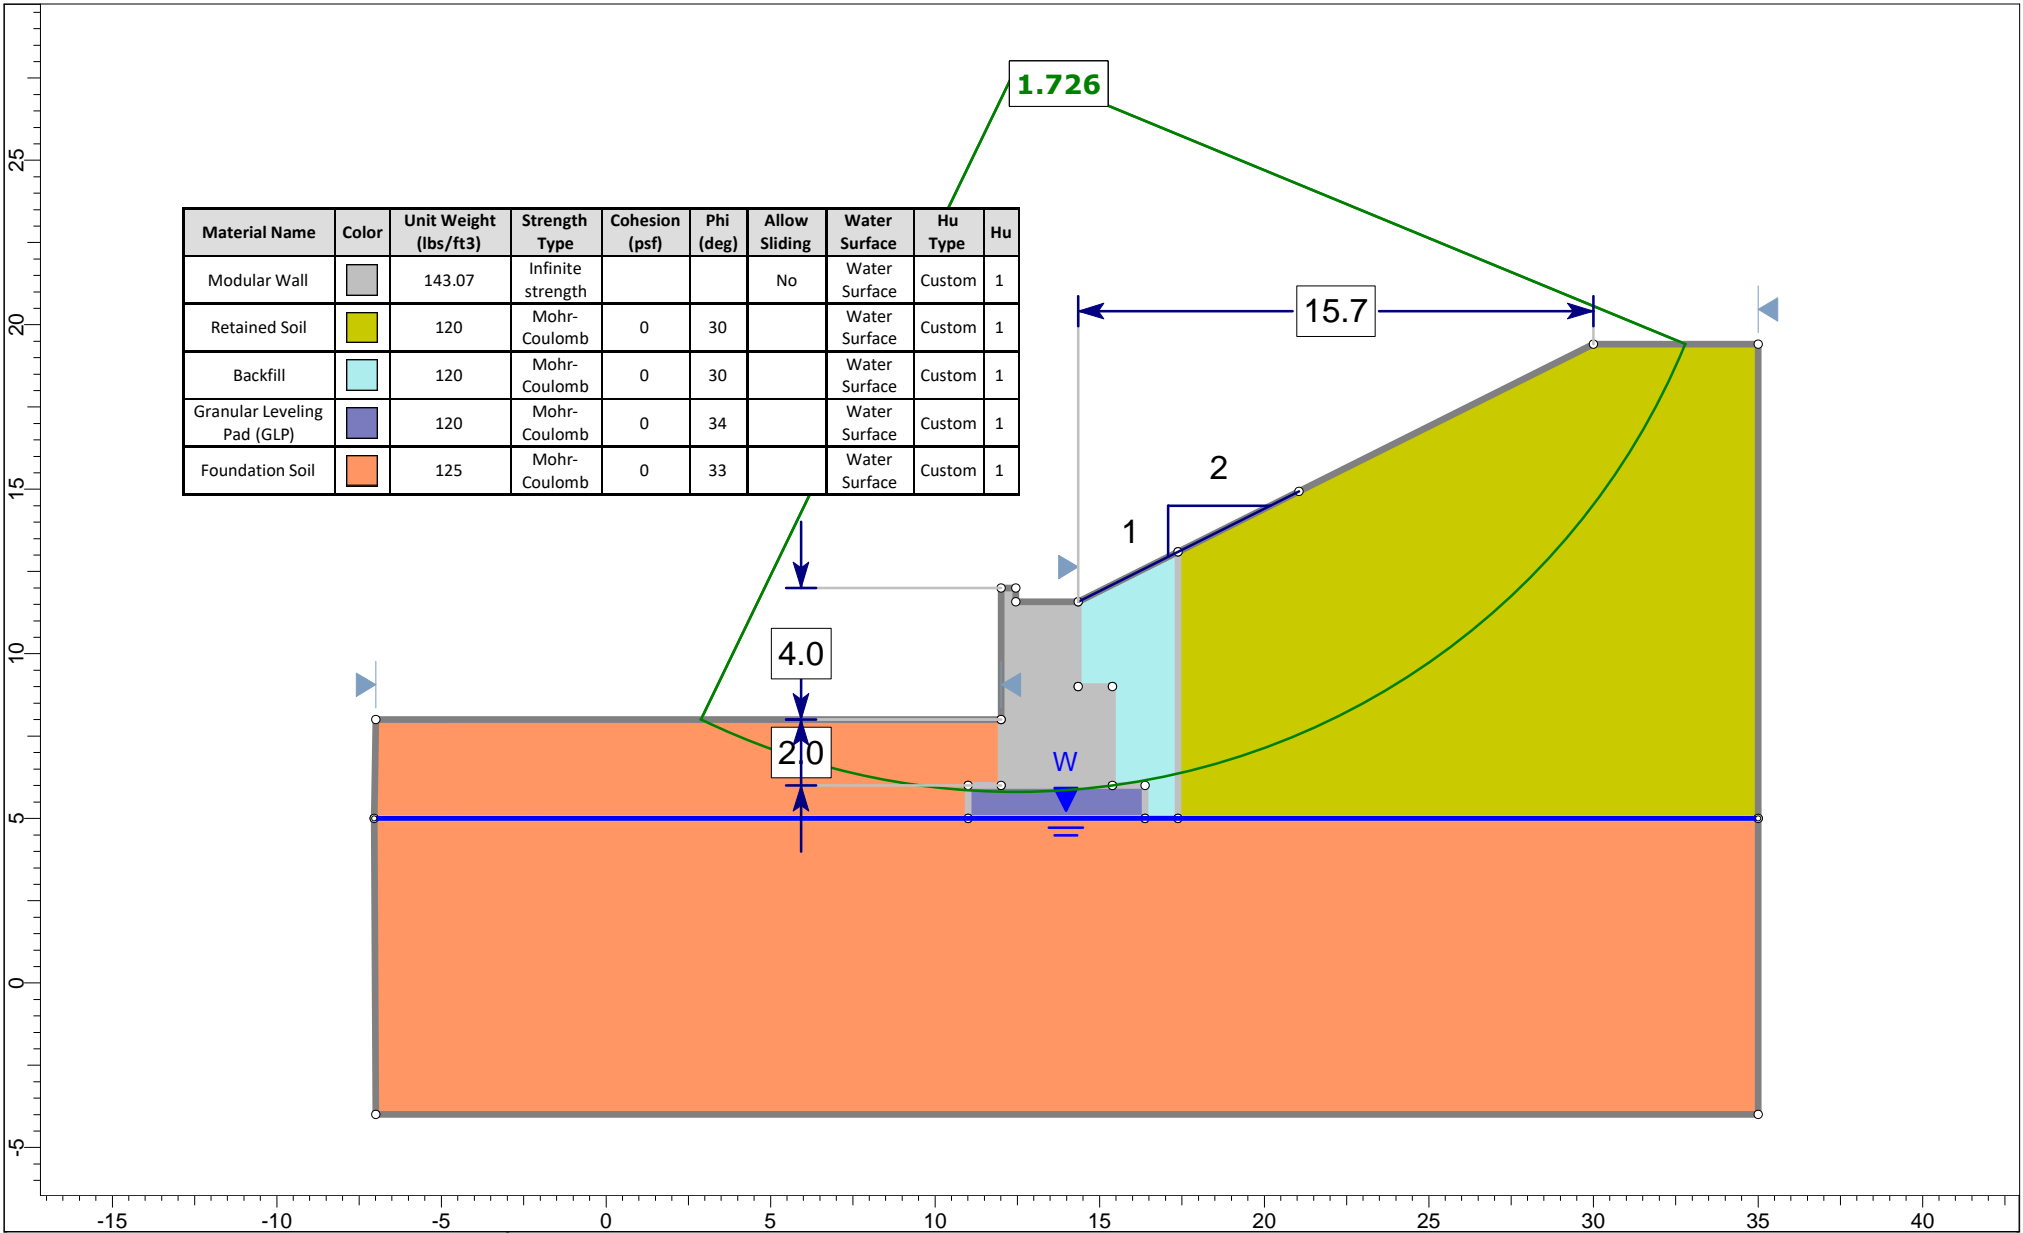 1.726
Material Name Color Unit Weight (lbs/ft3) Strength Type Cohesion (psf) Phi (deg) Allow Sliding Water Surface Hu Type Hu
Modular Wall 143.07 Infinite strength No Water Surface Custom 1
Retained Soil 120 Mohr-Coulomb 0 30 Water Surface Custom 1
Backfill 120 Mohr-Coulomb 0 30 Water Surface Custom 1
Granular Leveling Pad (GLP) 120 Mohr-Coulomb 0 34 Water Surface Custom 1
Foundation Soil 125 Mohr-Coulomb 0 33 Water Surface Custom 1
15.7
2
1
4.0
2.0
W
25
20
15
10
5
0
-5
-15 -10 -5 0 5 10 15 20 25 30 35 40